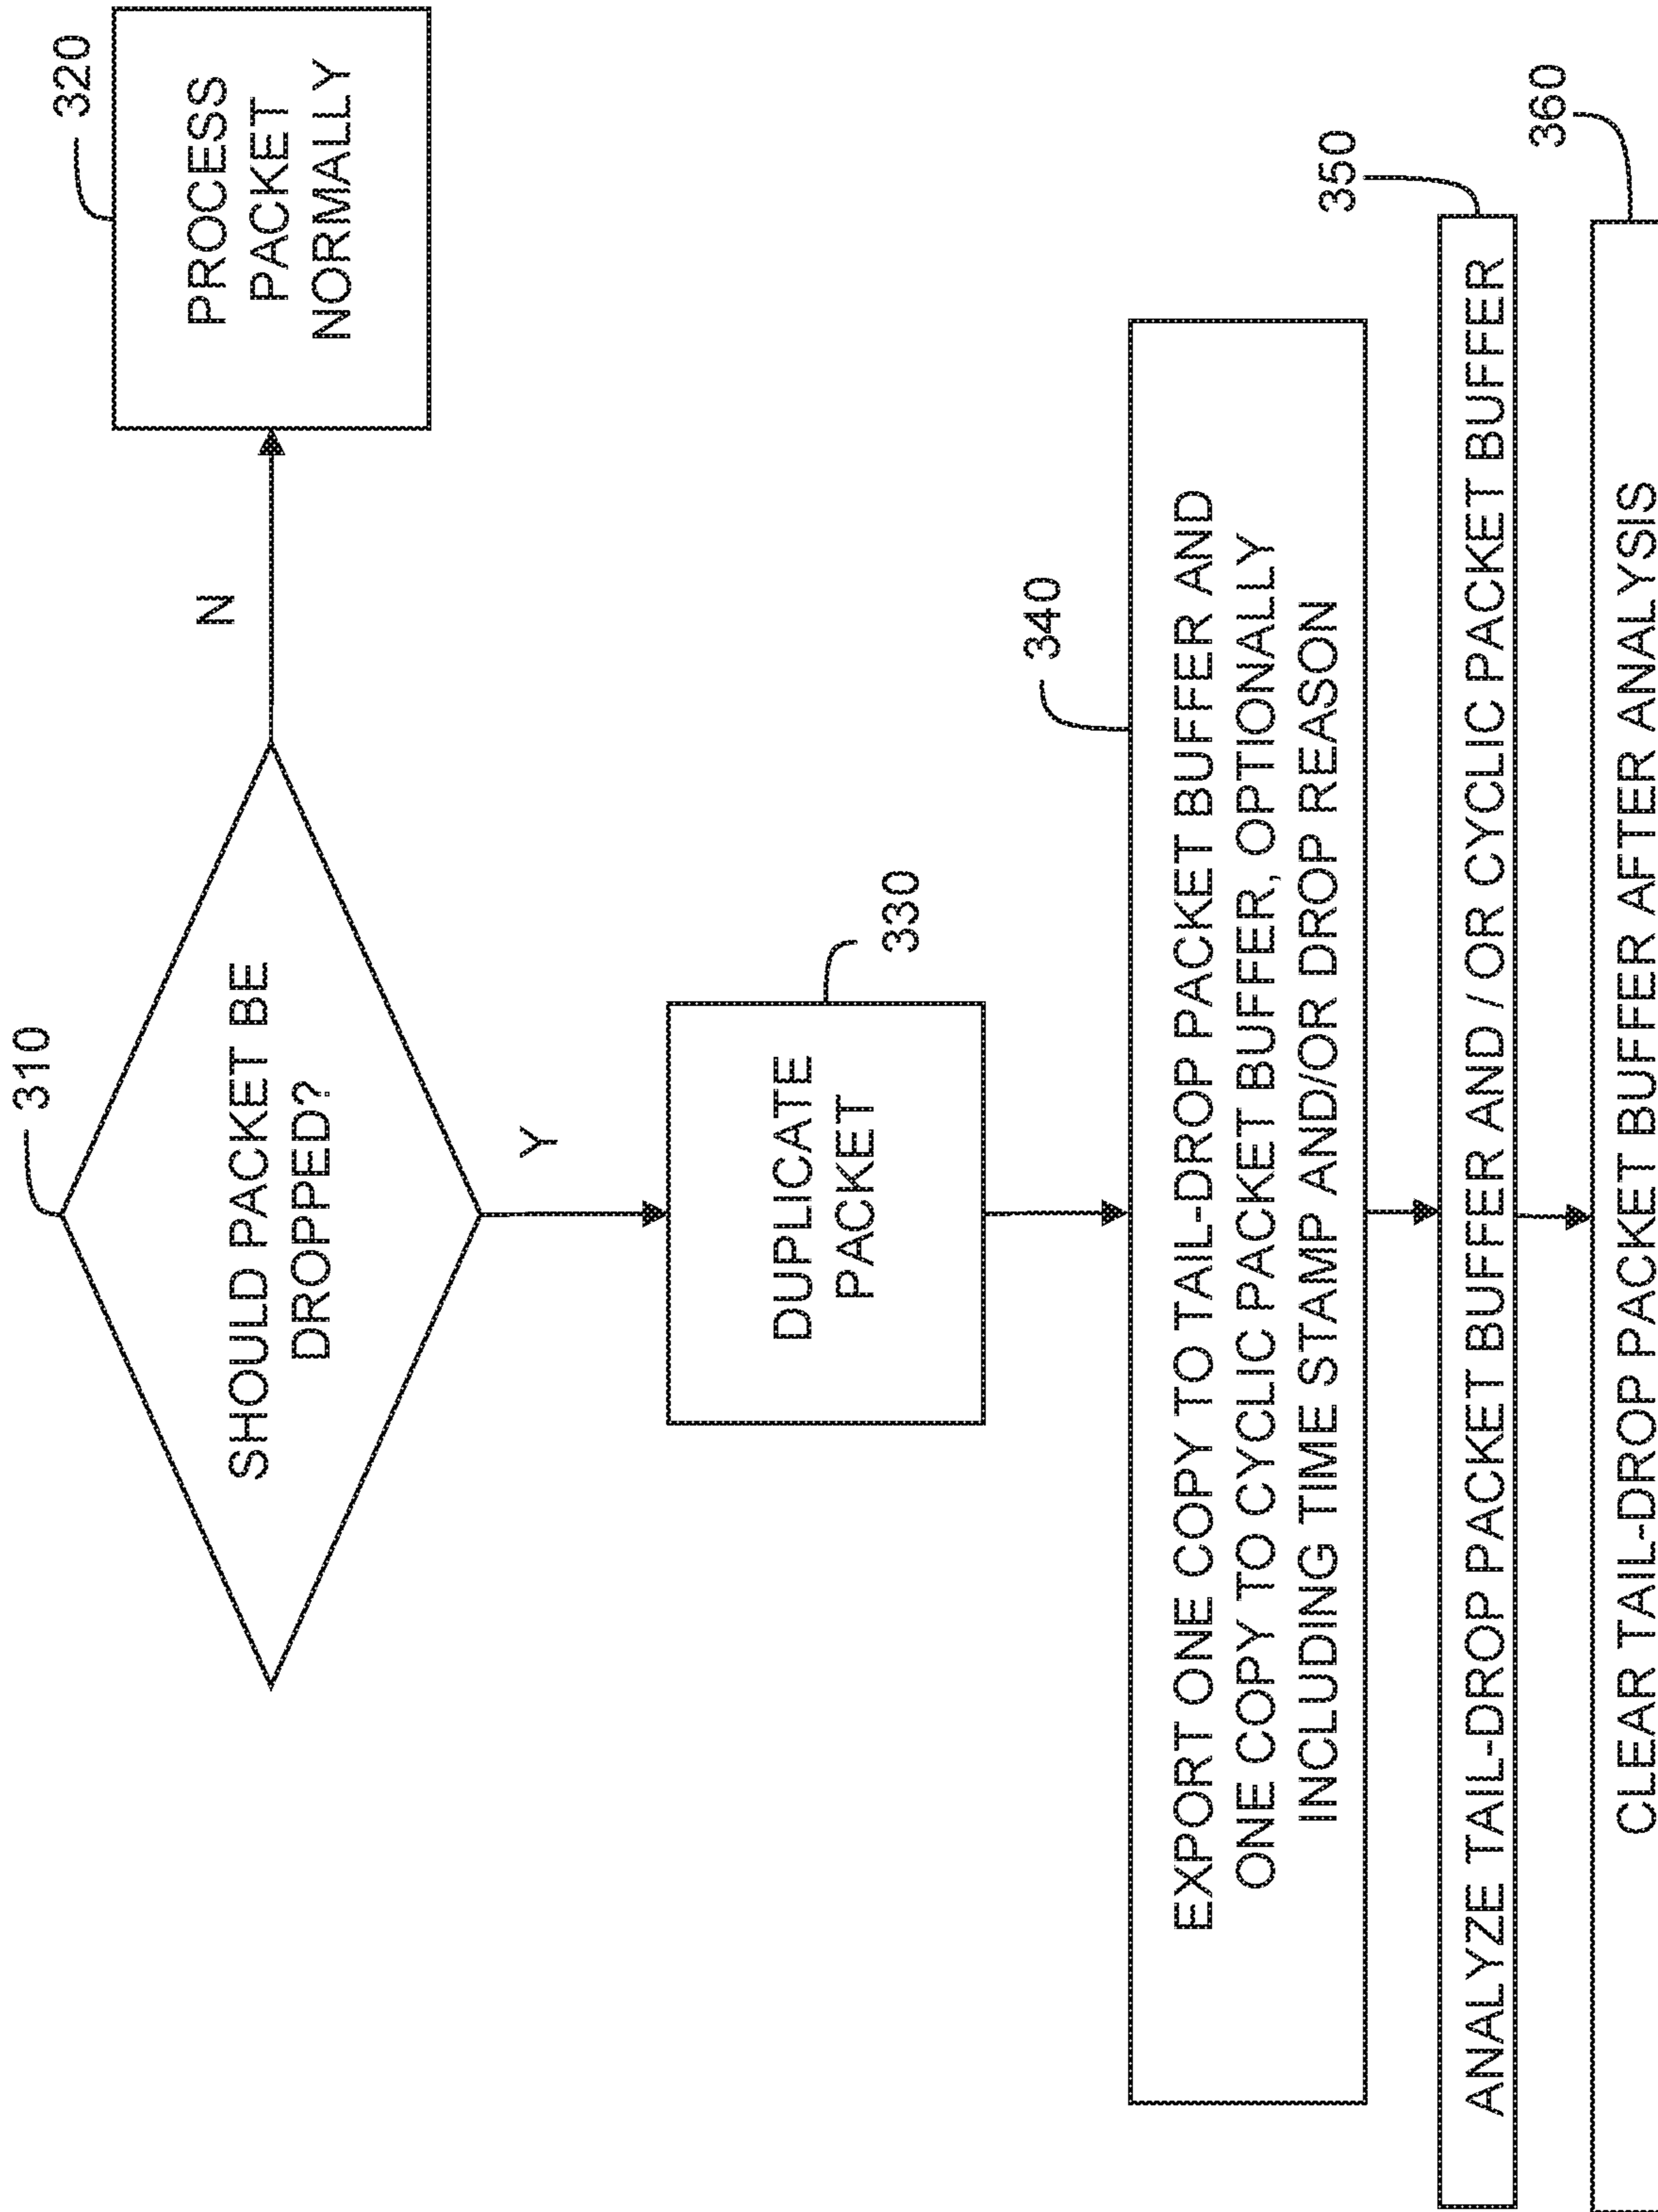 310
SHOULD PACKET BE
DROPPED?
N
320
PROCESS
PACKET
NORMALLY
Y
DUPLICATE
PACKET
330
340
EXPORT ONE COPY TO TAIL-DROP PACKET BUFFER AND
ONE COPY TO CYCLIC PACKET BUFFER, OPTIONALLY
INCLUDING TIME STAMP AND/OR DROP REASON
350
ANALYZE TAIL-DROP PACKET BUFFER AND / OR CYCLIC PACKET BUFFER
360
CLEAR TAIL-DROP PACKET BUFFER AFTER ANALYSIS